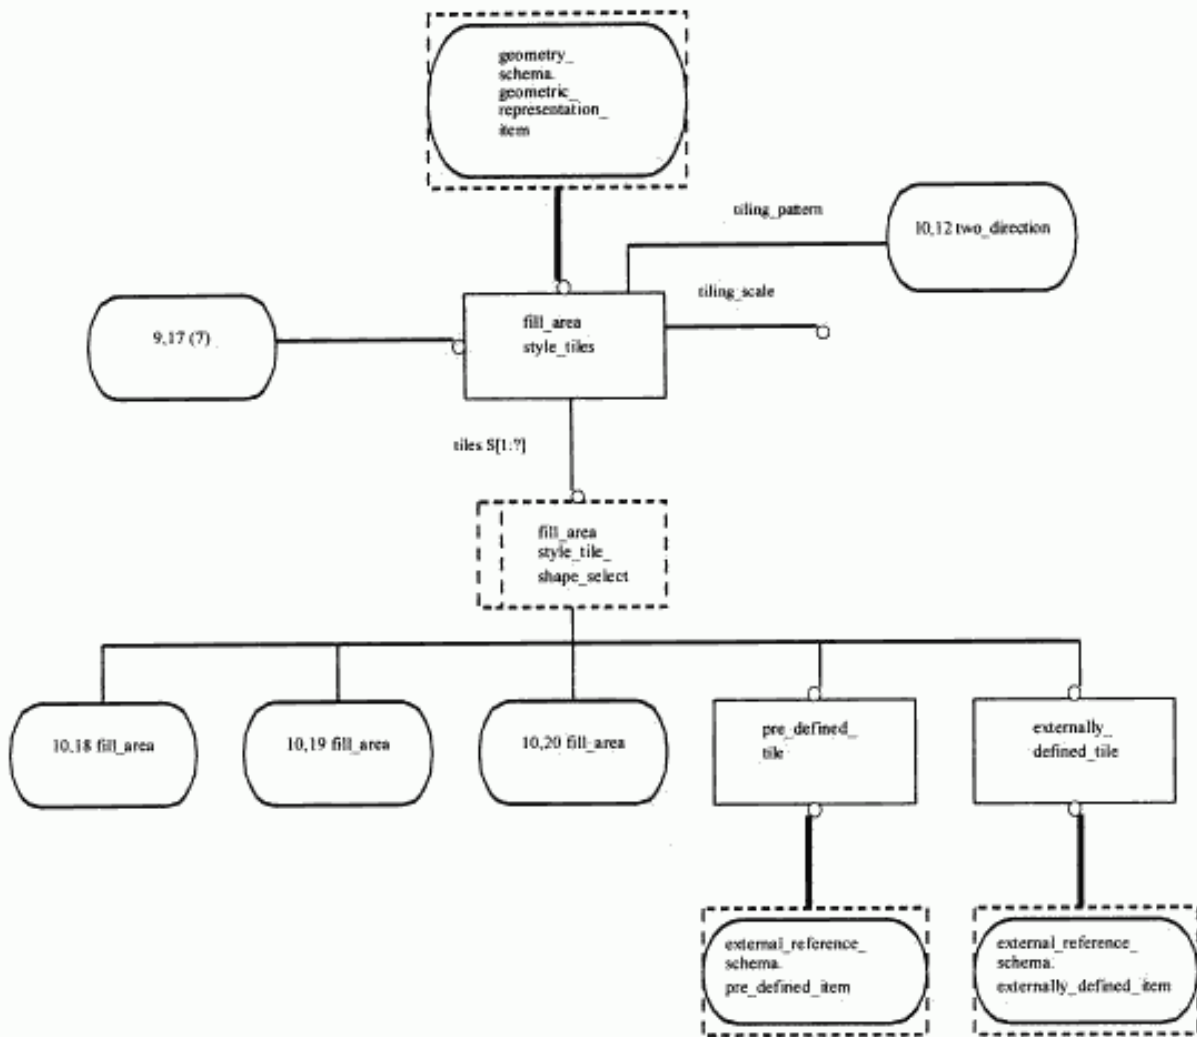 geometry_
schema.
geometric_
representation_
item
tiling_pattern
10,12 two_direction
tiling_scale
9,17 (7)
fill_area
style_tiles
tiles S[1:?]
fill_area
style_tile_
shape_select
10,18 fill_area
10,19 fill_area
10,20 fill_area
pre_defined_
tile
externally_
defined_tile
external_reference_
schema.
pre_defined_item
external_reference_
schema.
externally_defined_item